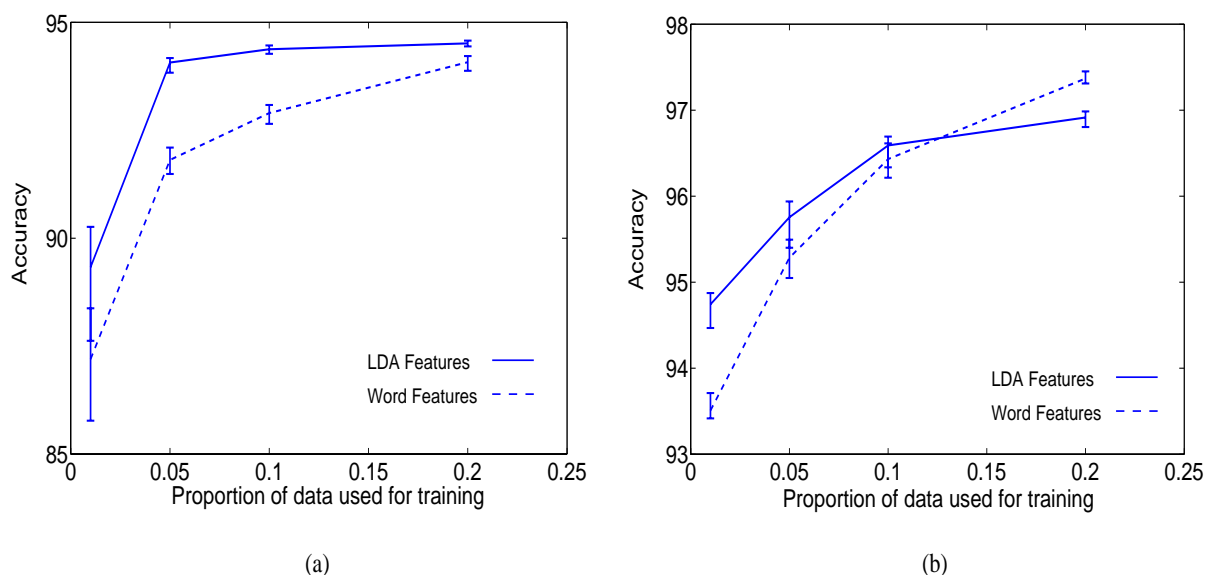 95
90
85
Accuracy
0 0.05 0.1 0.15 0.2 0.25
Proportion of data used for training
LDA Features
Word Features
(a)
98
97
96
95
94
93
Accuracy
0 0.05 0.1 0.15 0.2 0.25
Proportion of data used for training
LDA Features
Word Features
(b)